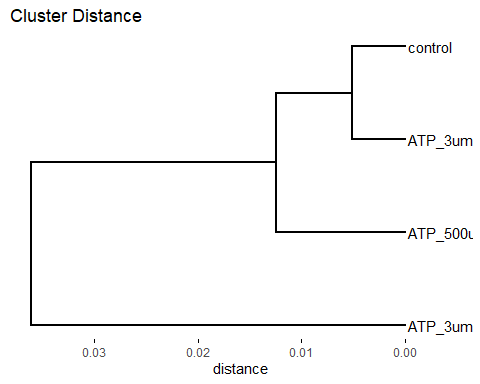 Cluster Distance
control
ATP_3um
ATP_500u
ATP_3um
0.03 0.02 0.01 0.00
distance